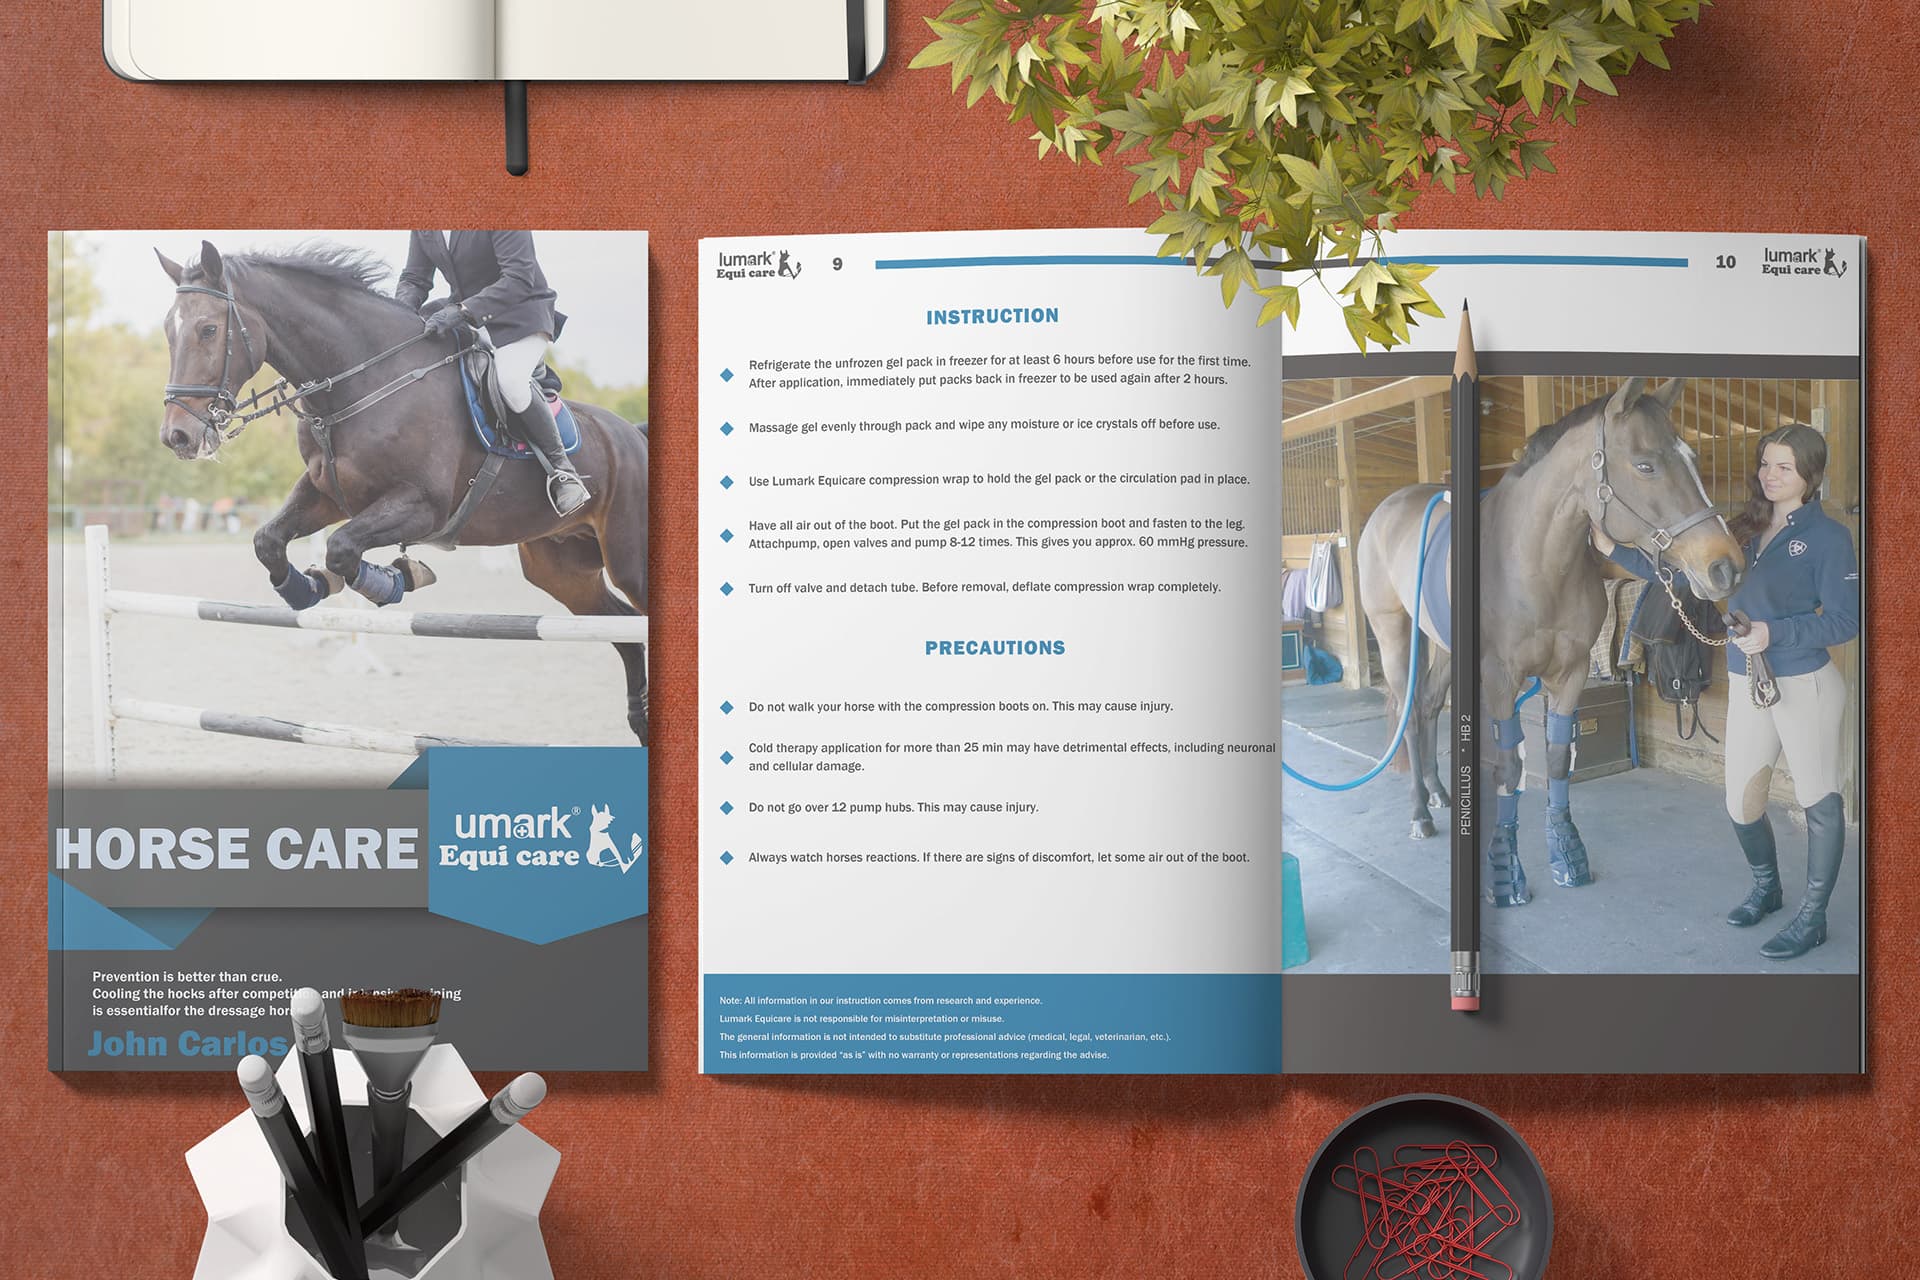 HORSE CARE
umark®
Equi care
Prevention is better than crue.
Cooling the hocks after competition and intensive training
is essentialfor the dressage
John Carlos
lumark®
Equi care
9
INSTRUCTION
Refrigerate the unfrozen gel pack in freezer for at least 6 hours before use for the first time.
After application, immediately put packs back in freezer to be used again after 2 hours.
Massage gel evenly through pack and wipe any moisture or ice crystals off before use.
Use Lumark Equicare compression wrap to hold the gel pack or the circulation pad in place.
Have all air out of the boot. Put the gel pack in the compression boot and fasten to the leg.
Attachpump, open valves and pump 8-12 times. This gives you approx. 60 mmHg pressure.
Turn off valve and detach tube. Before removal, deflate compression wrap completely.
PRECAUTIONS
Do not walk your horse with the compression boots on. This may cause injury.
Cold therapy application for more than 25 min may have detrimental effects, including neuronal
and cellular damage.
Do not go over 12 pump hubs. This may cause injury.
Always watch horses reactions. If there are signs of discomfort, let some air out of the boot.
Note: All information in our instruction comes from research and experience.
Lumark Equicare is not responsible for misinterpretation or misuse.
The general information is not intended to substitute professional advice (medical, legal, veterinarian, etc.).
This information is provided “as is” with no warranty or representations regarding the advise.
10
lumark®
Equi care
PENICILLUS * HB 2